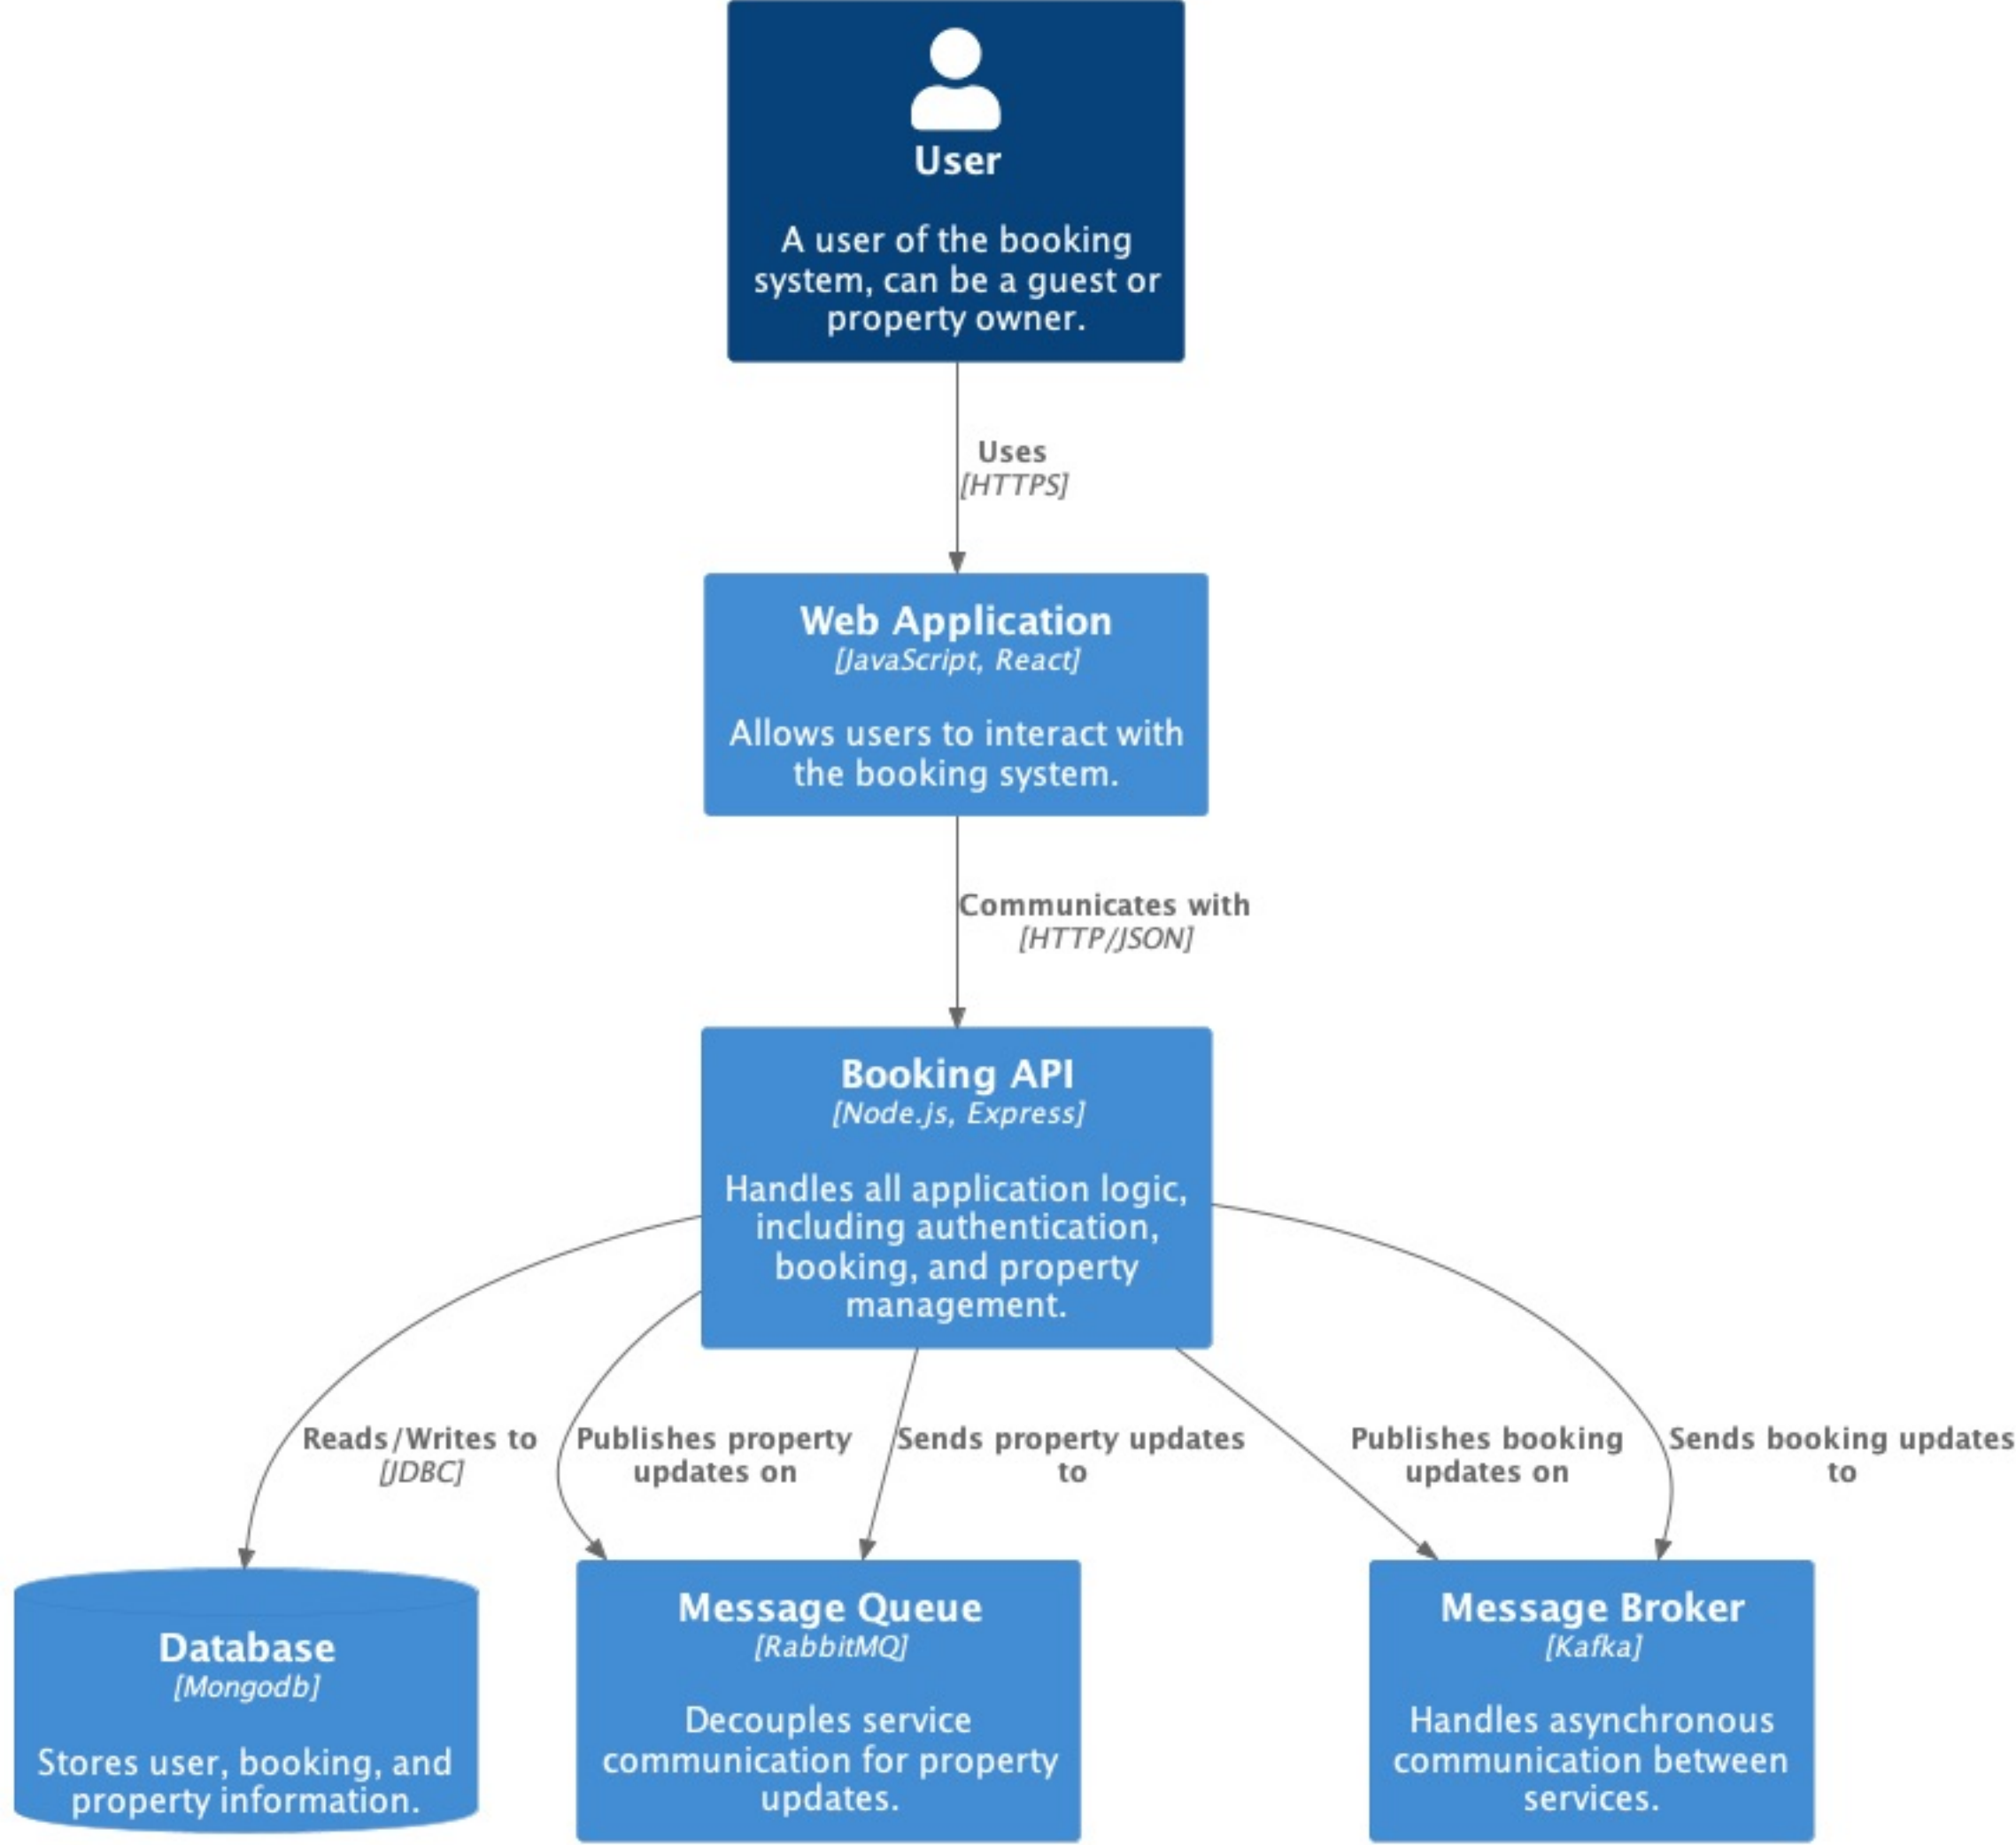 User
A user of the booking
system, can be a guest or
property owner.
Uses
[HTTPS]
Web Application
[JavaScript, React]
Allows users to interact with
the booking system.
Communicates with
[HTTP/JSON]
Booking API
[Node.js, Express]
Handles all application logic,
including authentication,
booking, and property
management.
Reads/Writes to
[JDBC]
Publishes property
updates on
Sends property updates
to
Publishes booking
updates on
Sends booking updates
to
Database
[Mongodb]
Stores user, booking, and
property information.
Message Queue
[RabbitMQ]
Decouples service
communication for property
updates.
Message Broker
[Kafka]
Handles asynchronous
communication between
services.